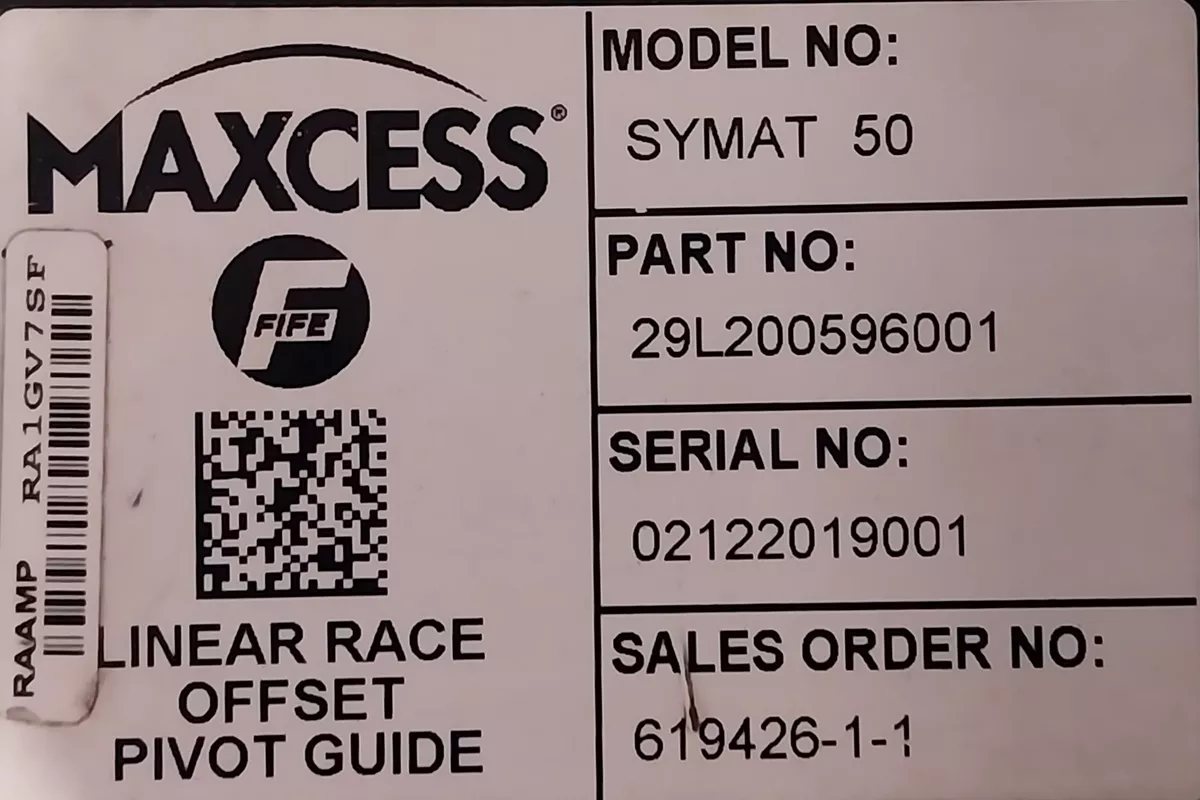 MAXCESS®
FIFE
LINEAR RACE
OFFSET
PIVOT GUIDE
RAAMP RA1GV7SF
MODEL NO:
SYMAT 50
PART NO:
29L200596001
SERIAL NO:
02122019001
SALES ORDER NO:
619426-1-1